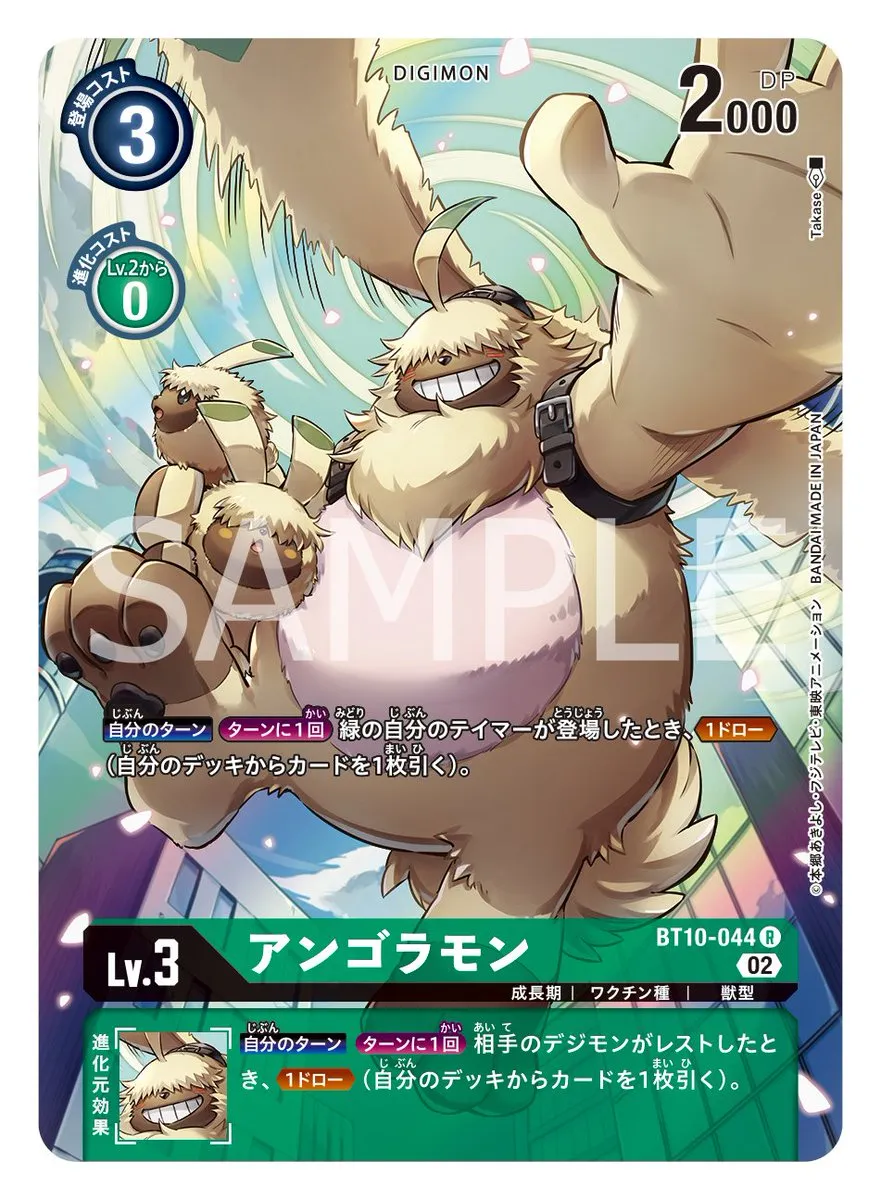 DIGIMON
登場コスト
3
DP
2000
Takase
進化コスト
Lv.2から
0
SAMPLE
自分のターン ターンに1回 緑の自分のテイマーが登場したとき、1ドロー
(自分のデッキからカードを1枚引く)。
©本郷あきよし・フジテレビ・東映アニメーション BANDAI MADE IN JAPAN
Lv.3
アンゴラモン
BT10-044 R
02
成長期 | ワクチン種 | 獣型
進化元効果
自分のターン ターンに1回 相手のデジモンがレストしたと
き、1ドロー (自分のデッキからカードを1枚引く)。